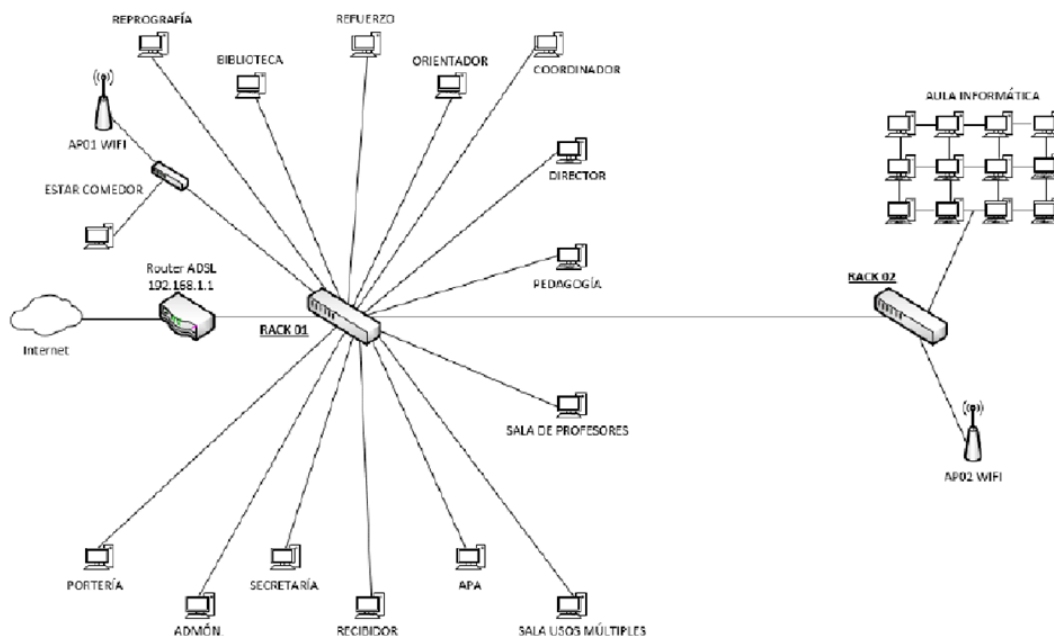 REPROGRAFÍA
REFUERZO
BIBLIOTECA
ORIENTADOR
COORDINADOR
AULA INFORMÁTICA
AP01 WIFI
DIRECTOR
ESTAR COMEDOR
Router ADSL
192.168.1.1
PEDAGOGÍA
RACK 02
RACK 01
Internet
SALA DE PROFESORES
AP02 WIFI
PORTERÍA
SECRETARÍA
APA
ADMÓN
RECIBIDOR
SALA USOS MÚLTIPLES